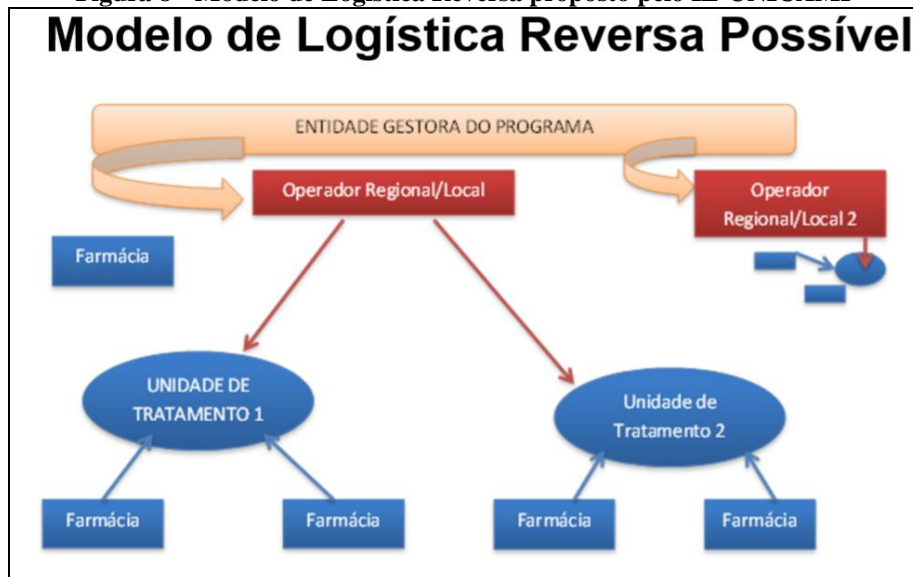 Modelo de Logística Reversa Possível
ENTIDADE GESTORA DO PROGRAMA
Operador Regional/Local
Operador
Regional/Local 2
Farmácia
UNIDADE DE
TRATAMENTO 1
Unidade de
Tratamento 2
Farmácia
Farmácia
Farmácia
Farmácia